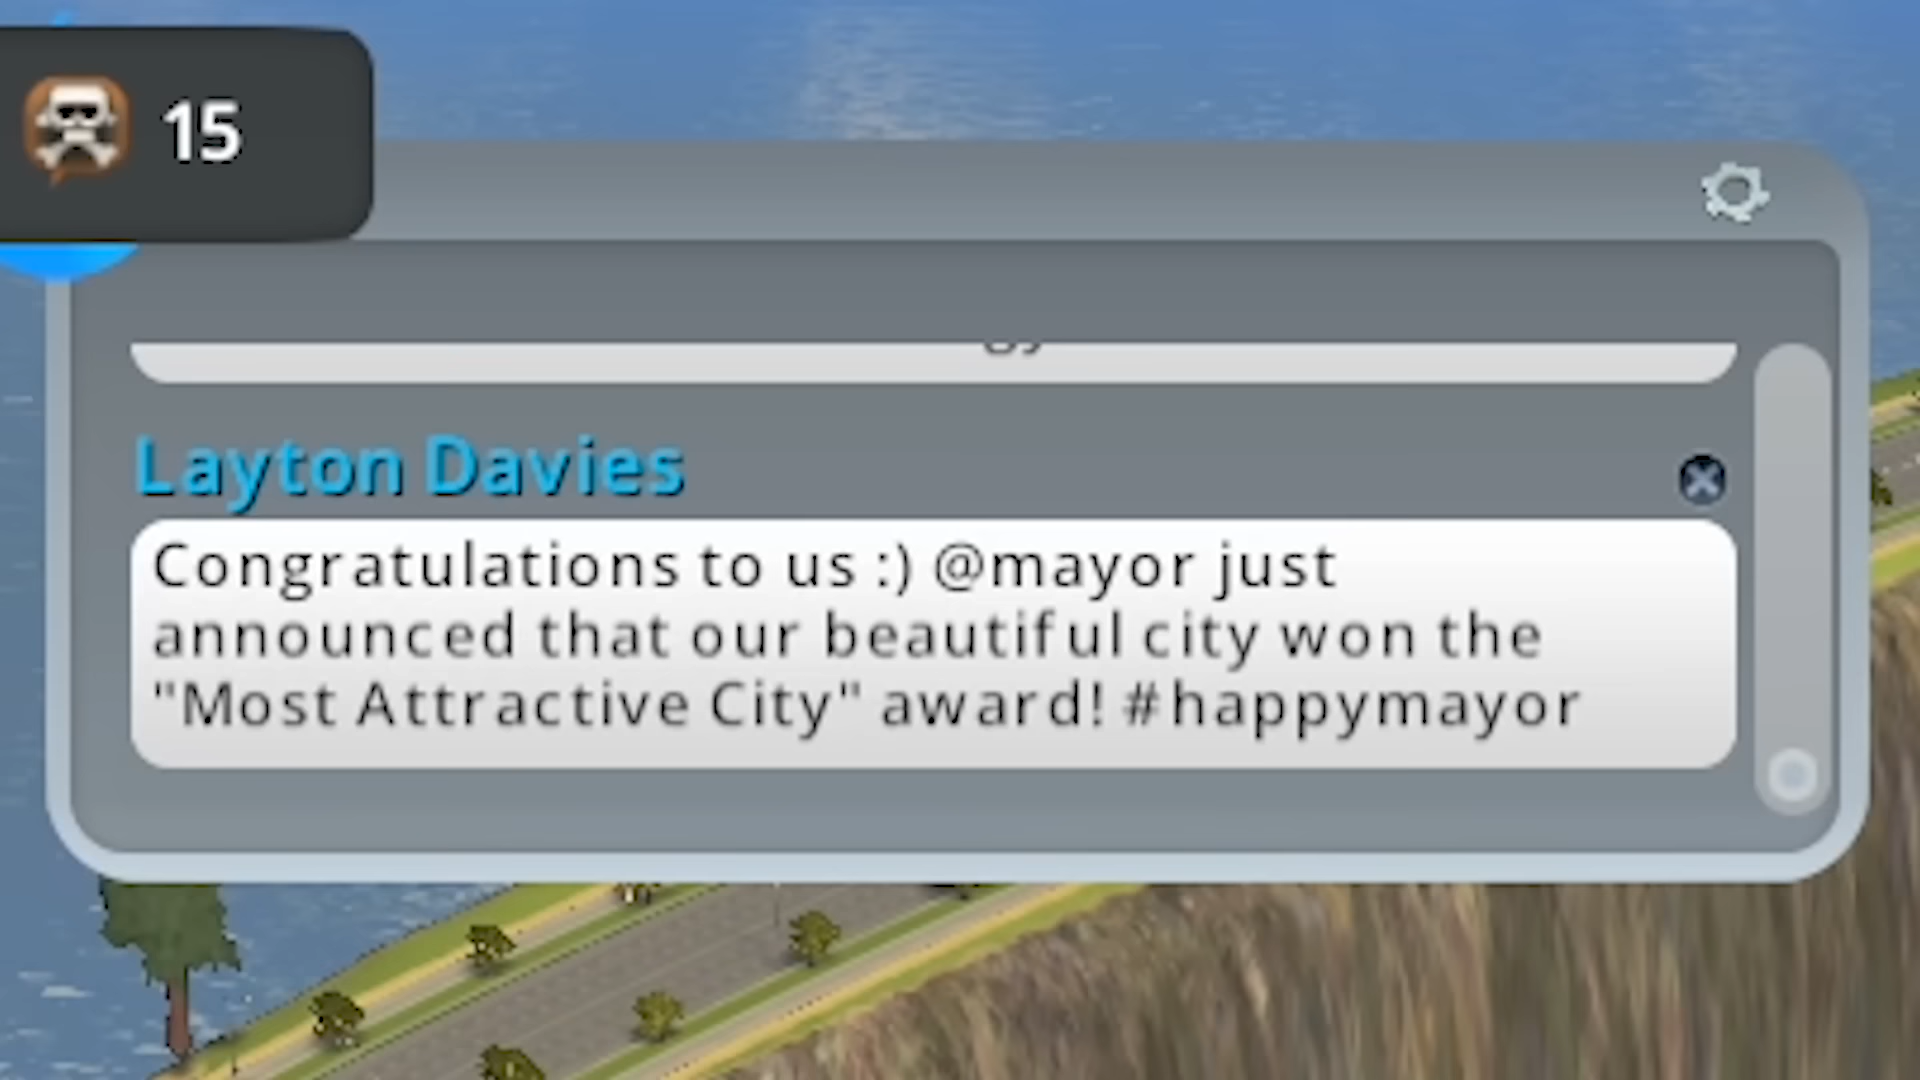 15
Layton Davies
Congratulations to us :) @mayor just
announced that our beautiful city won the
"Most Attractive City" award! #happymayor